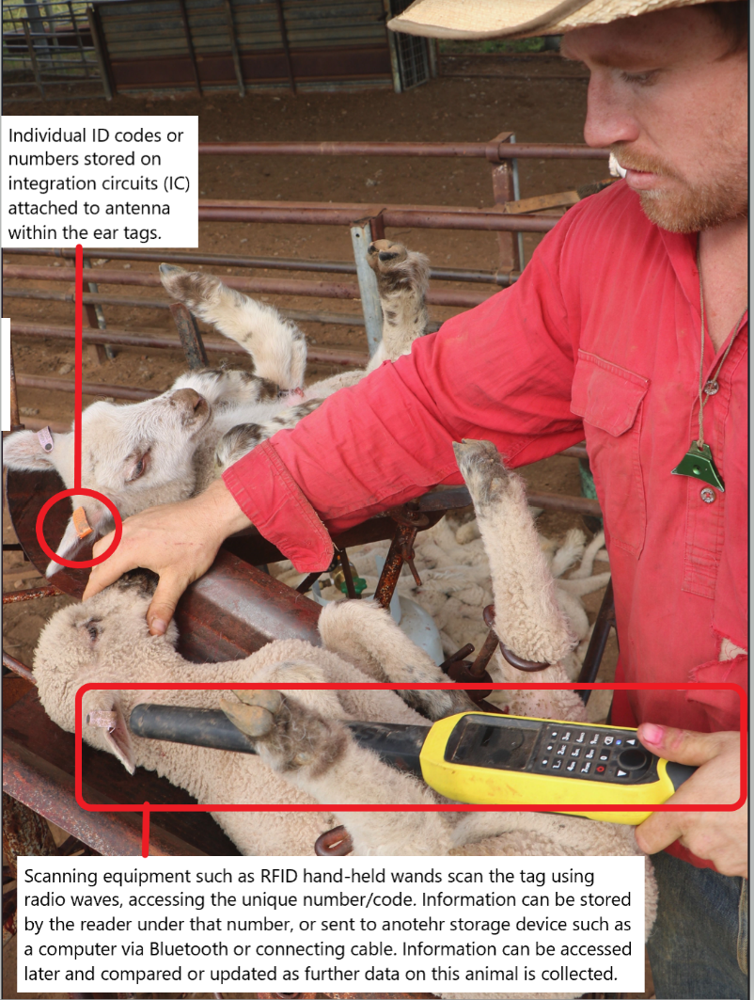 Individual ID codes or
numbers stored on
integration circuits (IC)
attached to antenna
within the ear tags.
Scanning equipment such as RFID hand-held wands scan the tag using
radio waves, accessing the unique number/code. Information can be stored
by the reader under that number, or sent to anotehr storage device such as
a computer via Bluetooth or connecting cable. Information can be accessed
later and compared or updated as further data on this animal is collected.